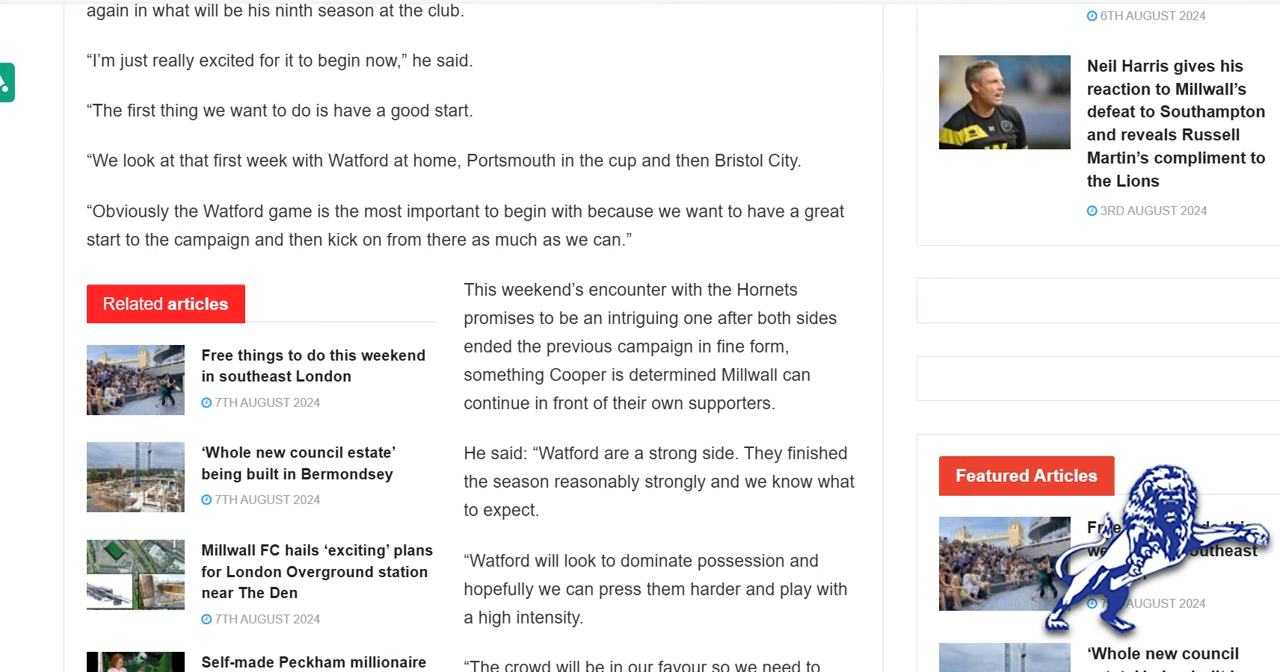 again in what will be his ninth season at the club.
“I’m just really excited for it to begin now,” he said.
“The first thing we want to do is have a good start.
“We look at that first week with Watford at home, Portsmouth in the cup and then Bristol City.
“Obviously the Watford game is the most important to begin with because we want to have a great
start to the campaign and then kick on from there as much as we can.”
Related articles
Free things to do this weekend
in southeast London
7TH AUGUST 2024
‘Whole new council estate’
being built in Bermondsey
7TH AUGUST 2024
Millwall FC hails ‘exciting’ plans
for London Overground station
near The Den
7TH AUGUST 2024
Self-made Peckham millionaire
This weekend’s encounter with the Hornets
promises to be an intriguing one after both sides
ended the previous campaign in fine form,
something Cooper is determined Millwall can
continue in front of their own supporters.
He said: “Watford are a strong side. They finished
the season reasonably strongly and we know what
to expect.
“Watford will look to dominate possession and
hopefully we can press them harder and play with
a high intensity.
“The crowd will be in our favour so we need to
6TH AUGUST 2024
Neil Harris gives his
reaction to Millwall’s
defeat to Southampton
and reveals Russell
Martin’s compliment to
the Lions
3RD AUGUST 2024
Featured Articles
AUGUST 2024
‘Whole new council